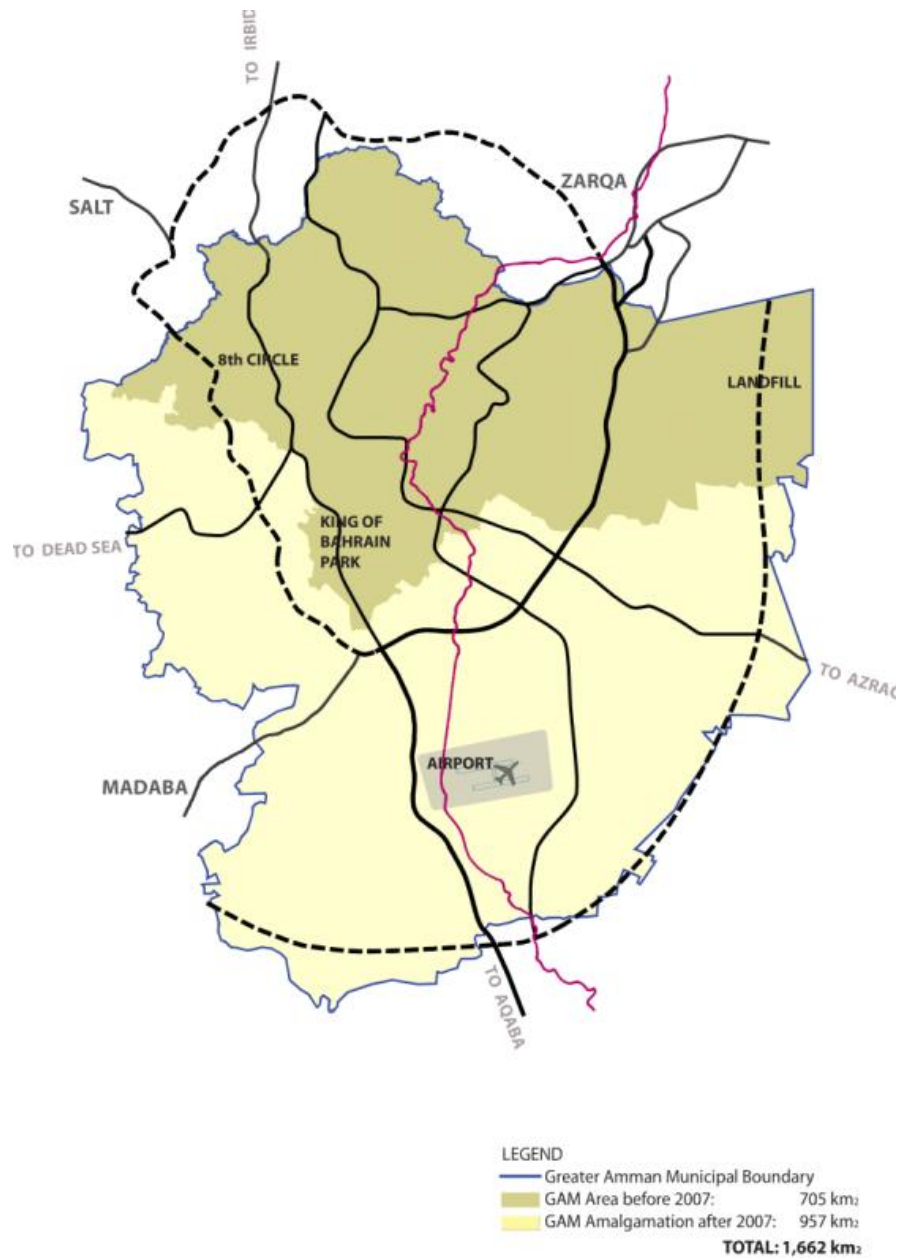 TO IRBID
ZARQA
SALT
8th CIRCLE
LANDFILL
KING OF
BAHRAIN
PARK
TO DEAD SEA
TO AZRAQ
AIRPORT
MADABA
TO AQABA
LEGEND
Greater Amman Municipal Boundary
GAM Area before 2007: 705 km2
GAM Amalgamation after 2007: 957 km2
TOTAL: 1,662 km2